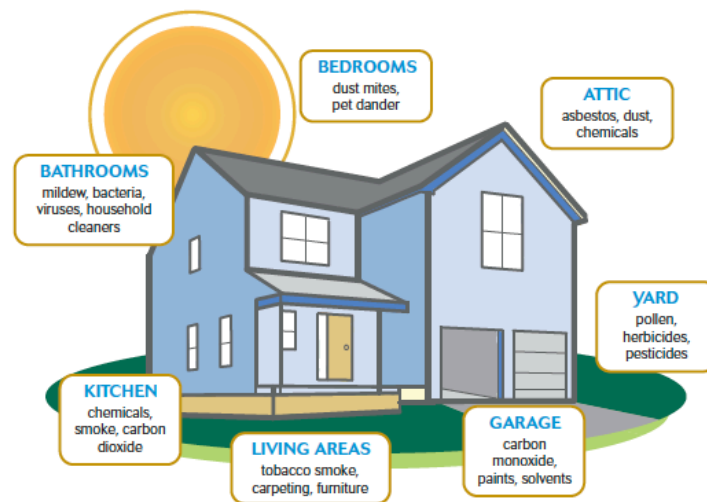 BEDROOMS
dust mites,
pet dander
ATTIC
asbestos, dust,
chemicals
BATHROOMS
mildew, bacteria,
viruses, household
cleaners
YARD
pollen,
herbicides,
pesticides
KITCHEN
chemicals,
smoke, carbon
dioxide
LIVING AREAS
tobacco smoke,
carpeting, furniture
GARAGE
carbon
monoxide,
paints, solvents